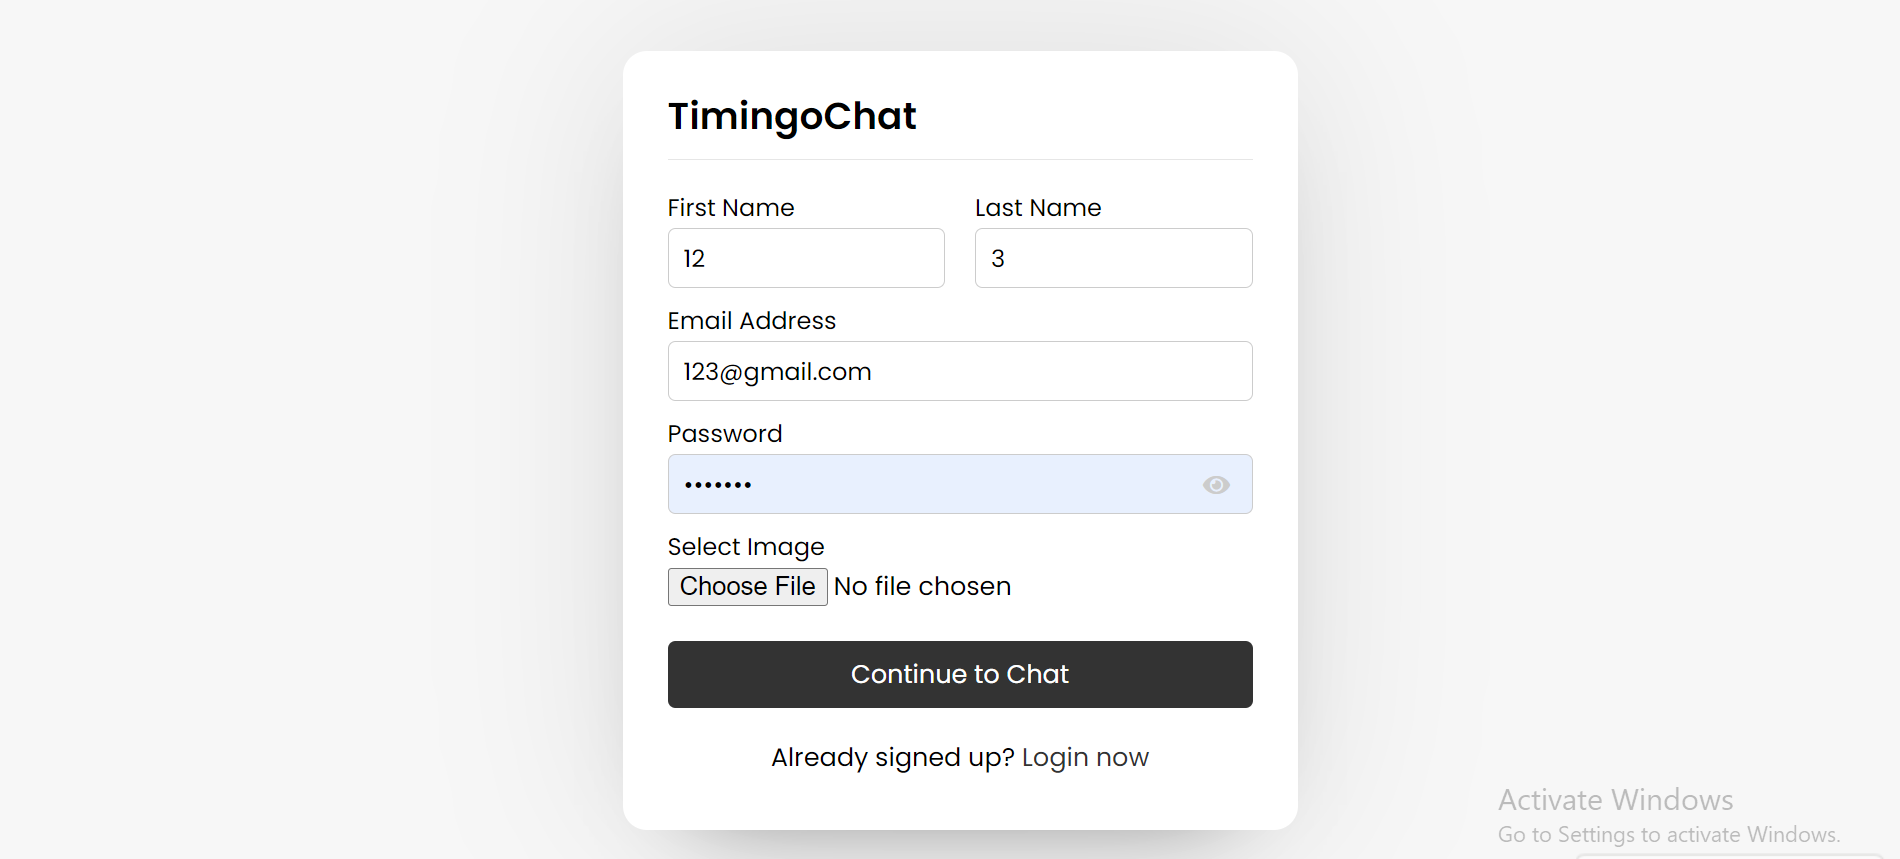 TimingoChat
First Name
Last Name
12
3
Email Address
123@gmail.com
Password
•••••••
Select Image
Choose File No file chosen
Continue to Chat
Already signed up? Login now
Activate Windows
Go to Settings to activate Windows.